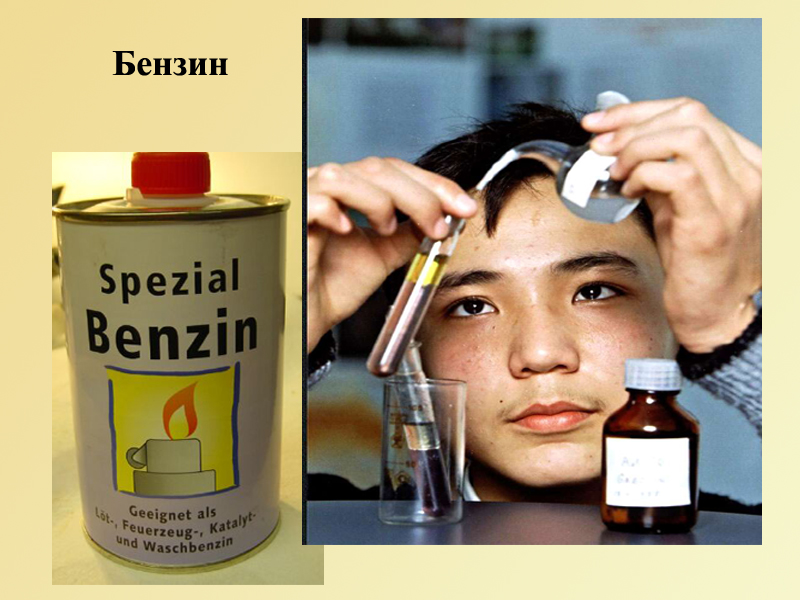 Бензин
Spezial
Benzin
Geeignet als
Löt-, Feuerzeug-, Katalyt-
und Waschbenzin